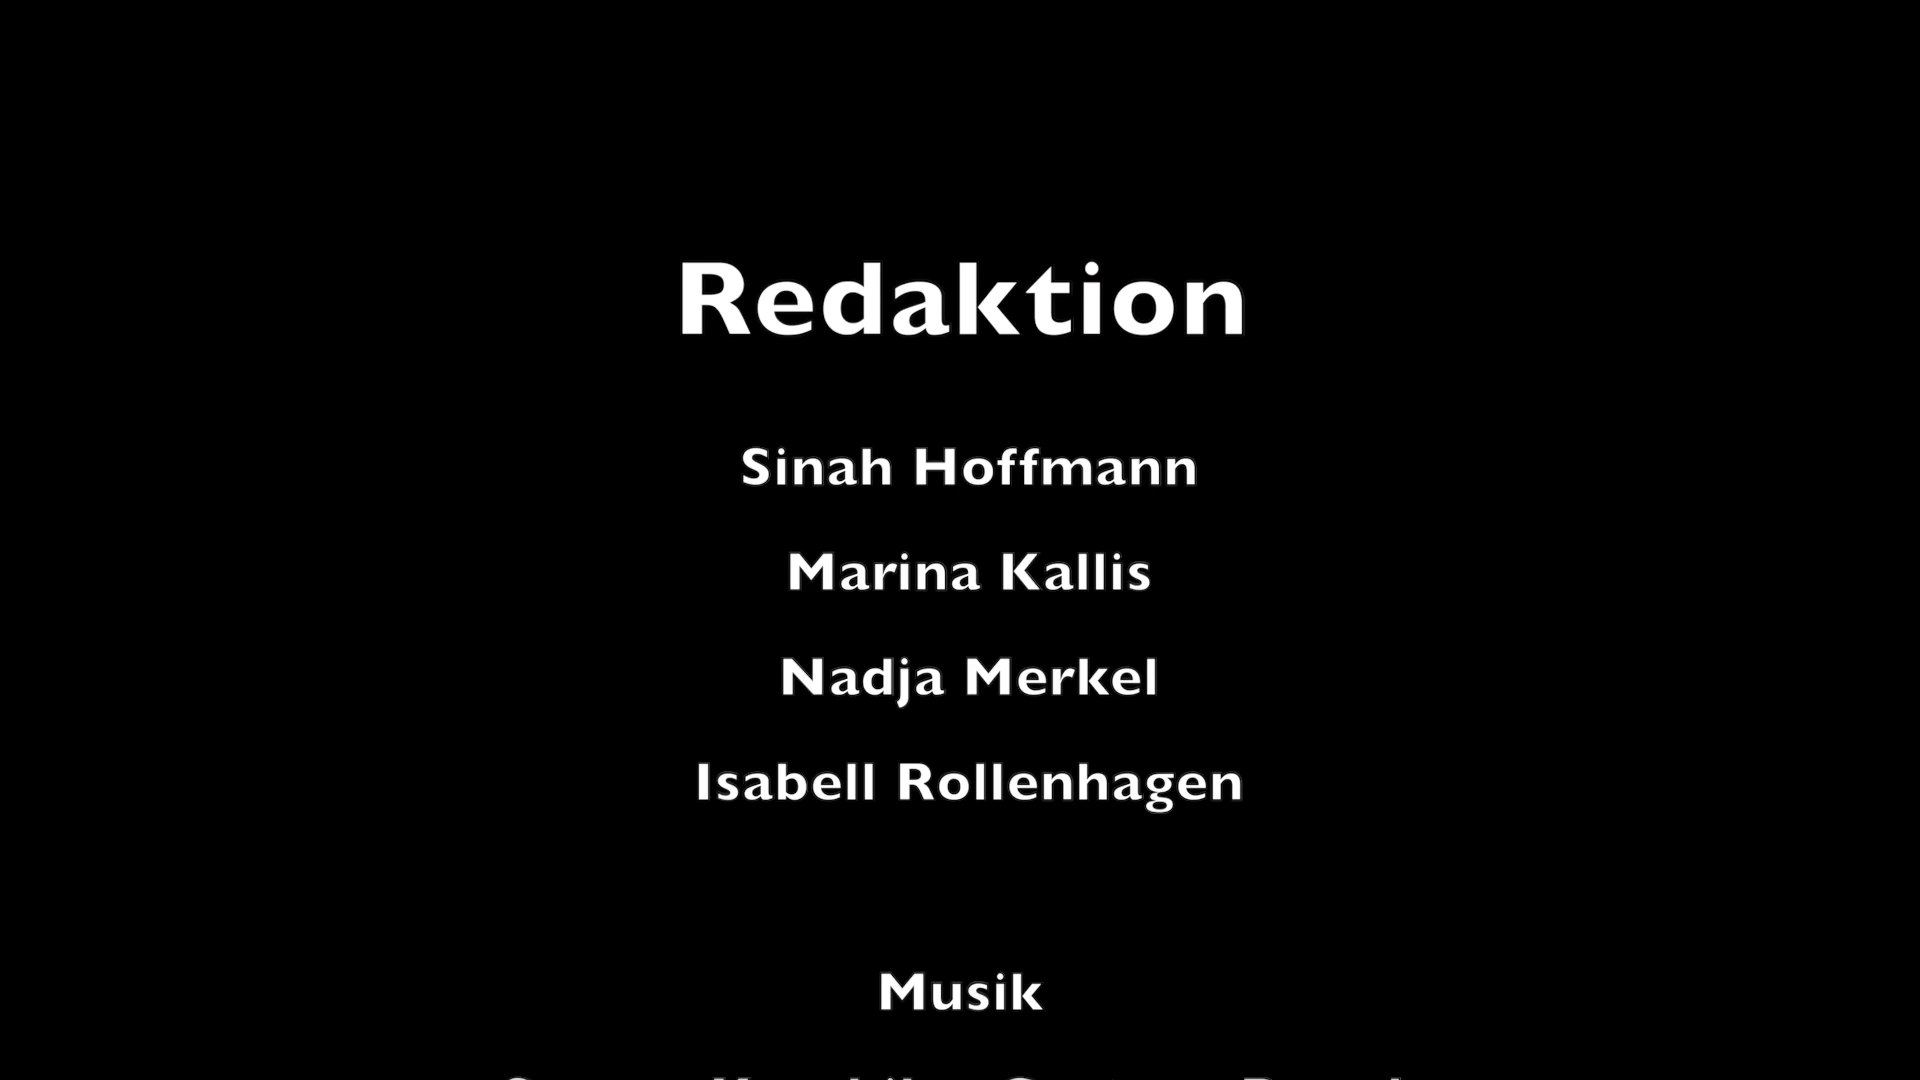 Redaktion
Sinah Hoffmann
Marina Kallis
Nadja Merkel
Isabell Rollenhagen
Musik